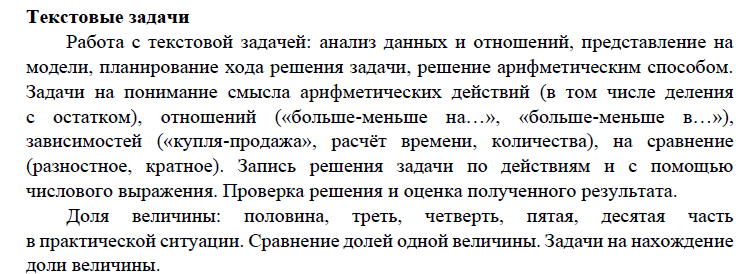 Текстовые задачи
Работа с текстовой задачей: анализ данных и отношений, представление на
модели, планирование хода решения задачи, решение арифметическим способом.
Задачи на понимание смысла арифметических действий (в том числе деления
с остатком), отношений («больше-меньше на…», «больше-меньше в…»),
зависимостей («купля-продажа», расчёт времени, количества), на сравнение
(разностное, кратное). Запись решения задачи по действиям и с помощью
числового выражения. Проверка решения и оценка полученного результата.
Доля величины: половина, треть, четверть, пятая, десятая часть
в практической ситуации. Сравнение долей одной величины. Задачи на нахождение
доли величины.